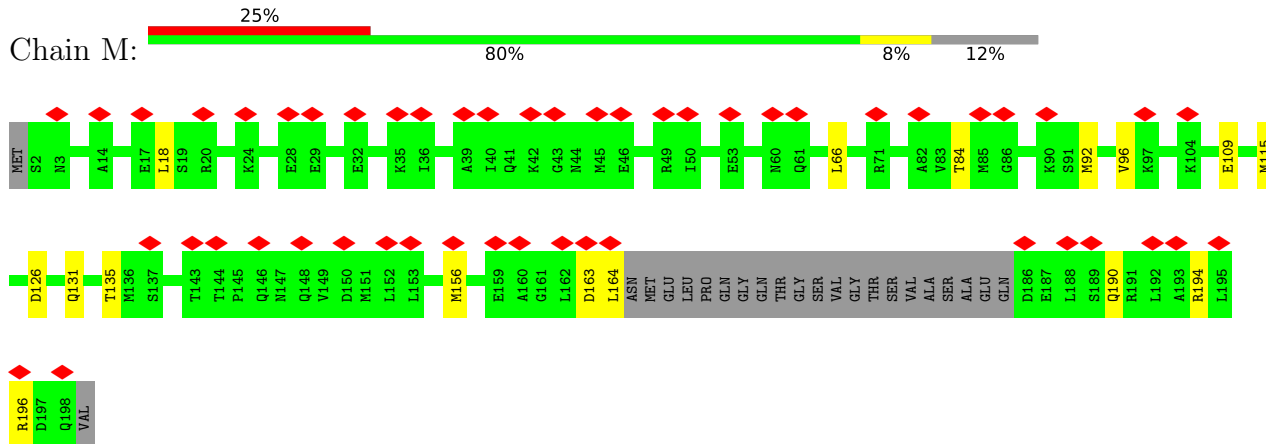 25%
Chain M:
80% 8% 12%
MET S2 N3 A14 E17 L18 S19 R20 K24 E28 E29 E32 K35 I36 A39 I40 Q41 K42 G43 N44 M45 E46 R49 I50 E53 N60 Q61 L66 R71 A82 V83 T84 M85 G86 K90 S91 M92 V96 K97 K104 E109 M115
D126 Q131 T135 M136 S137 T143 T144 P145 Q146 N147 Q148 V149 D150 M151 L152 L153 M156 E159 A160 G161 L162 D163 L164 ASN MET GLU LEU PRO GLN GLY GLN THR GLY SER VAL GLY THR SER VAL ALA SER ALA GLU GLN D186 E187 L188 S189 Q190 R191 L192 A193 R194 L195
R196 D197 Q198 VAL